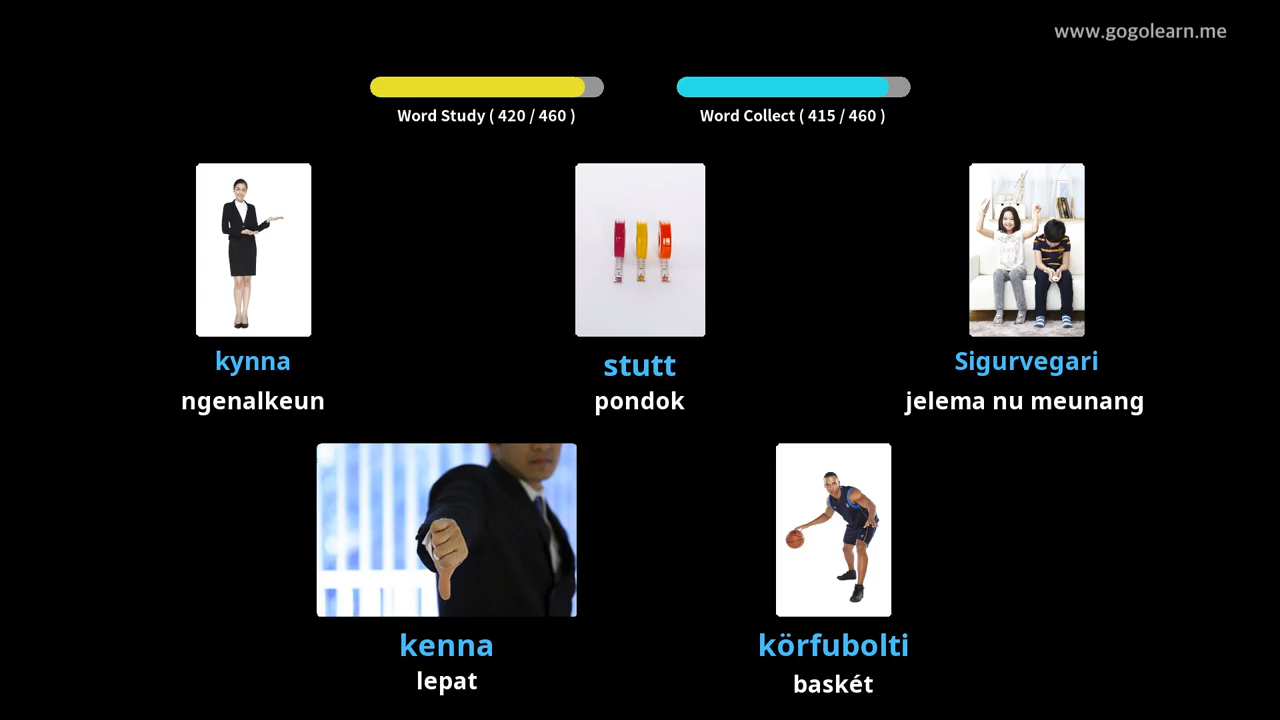 www.gogolearn.me
Word Study ( 420 / 460 )
Word Collect ( 415 / 460 )
kynna
ngenalkeun
stutt
pondok
Sigurvegari
jelema nu meunang
kenna
lepat
körfubolti
baskét